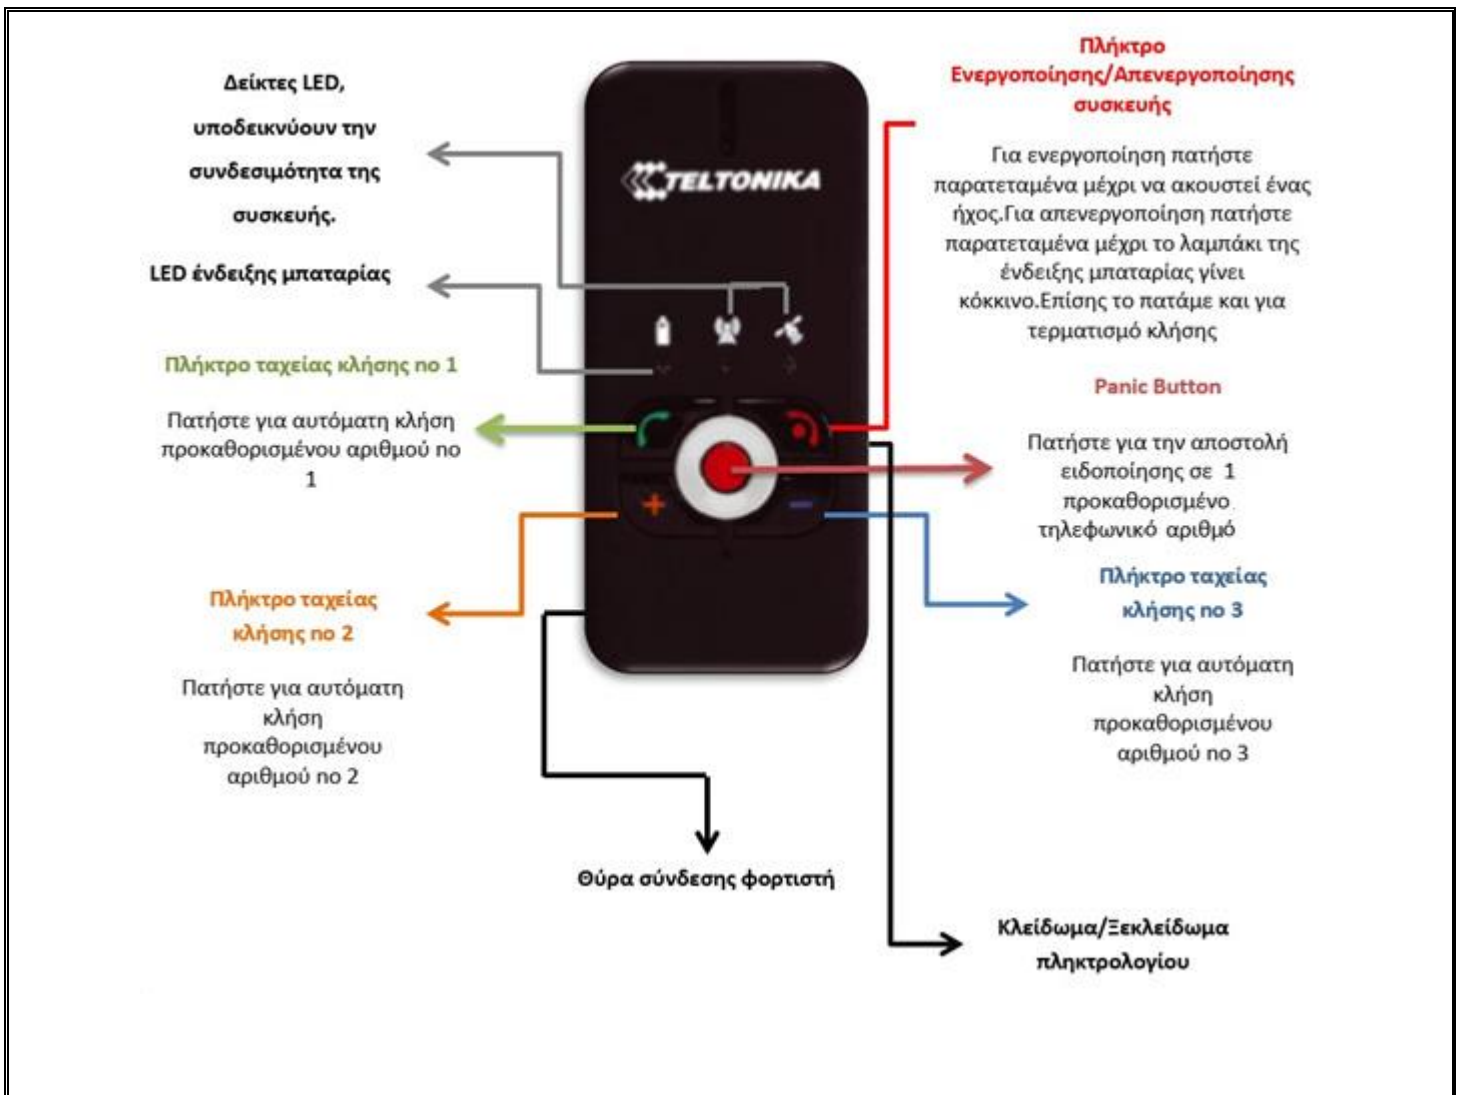 Δείκτες LED,
υποδεικνύουν την
συνδεσιμότητα της
συσκευής.
LED ένδειξης μπαταρίας
Πλήκτρο ταχείας κλήσης no 1
Πατήστε για αυτόματη κλήση
προκαθορισμένου αριθμού no
1
Πλήκτρο ταχείας
κλήσης no 2
Πατήστε για αυτόματη
κλήση
προκαθορισμένου
αριθμού no 2
TELTONIKA
Θύρα σύνδεσης φορτιστή
Πλήκτρο
Ενεργοποίησης/Απενεργοποίησης
συσκευής
Για ενεργοποίηση πατήστε
παρατεταμένα μέχρι να ακουστεί ένας
ήχος.Για απενεργοποίηση πατήστε
παρατεταμένα μέχρι το λαμπάκι της
ένδειξης μπαταρίας γίνει
κόκκινο.Επίσης το πατάμε και για
τερματισμό κλήσης
Panic Button
Πατήστε για την αποστολή
ειδοποίησης σε 1
προκαθορισμένο
τηλεφωνικό αριθμό
Πλήκτρο ταχείας
κλήσης no 3
Πατήστε για αυτόματη
κλήση
προκαθορισμένου
αριθμού no 3
Κλείδωμα/Ξεκλείδωμα
πληκτρολογίου